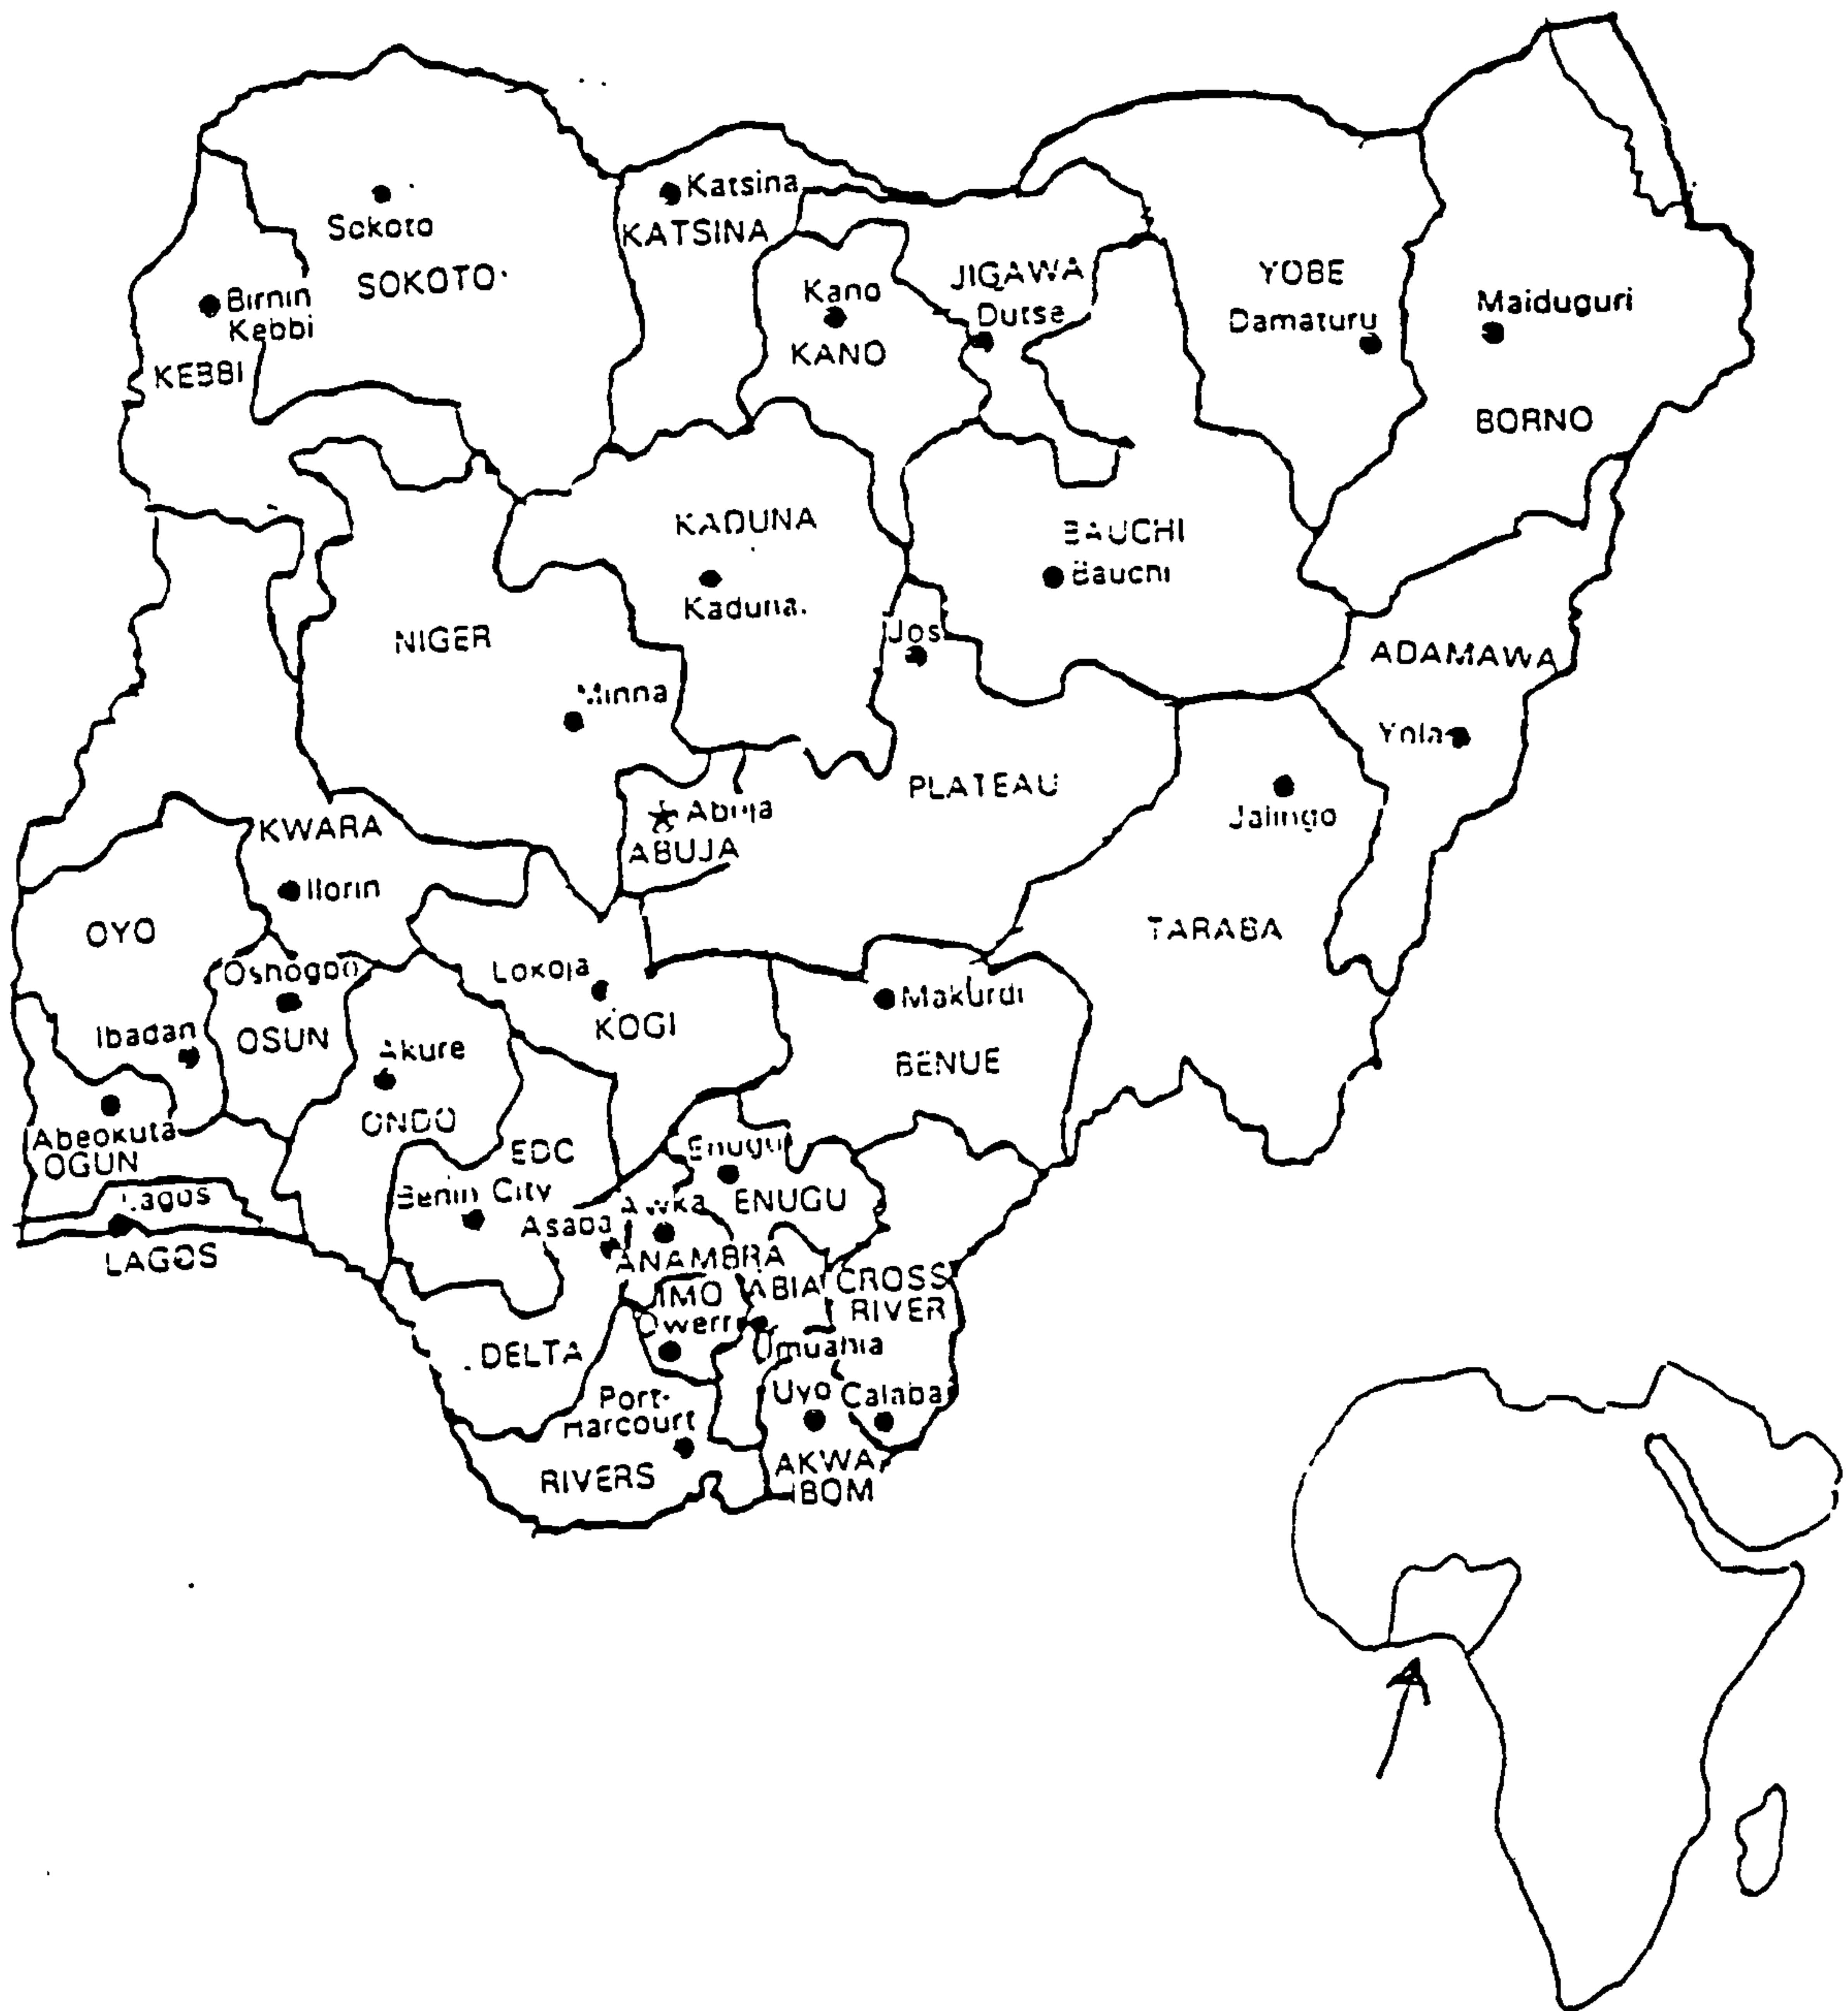 Katsina
KATSINA
Sokoto
SOKOTO
Birnin
Kebbi
KEBBI
Kano
KANO
JIGAWA
Dutse
YOBE
Damaturu
Maiduguri
BORNO
KADUNA
Kaduna
BAUCHI
Bauchi
NIGER
Minna
Jos
ADAMAWA
Yola
PLATEAU
Jalingo
Abuja
ABUJA
KWARA
Ilorin
OYO
TARABA
Oshogbo
Lokoja
KOGI
Makurdi
BENUE
Ibadan
OSUN
Akure
ONDO
Abeokuta
OGUN
EDO
Enugu
ENUGU
Lagos
LAGOS
Benin City
Asaba
Awka
ANAMBRA
IMO
ABIA
CROSS
RIVER
Owerri
Umuahia
DELTA
Port-
Harcourt
RIVERS
Uyo
Calabar
AKWA
IBOM